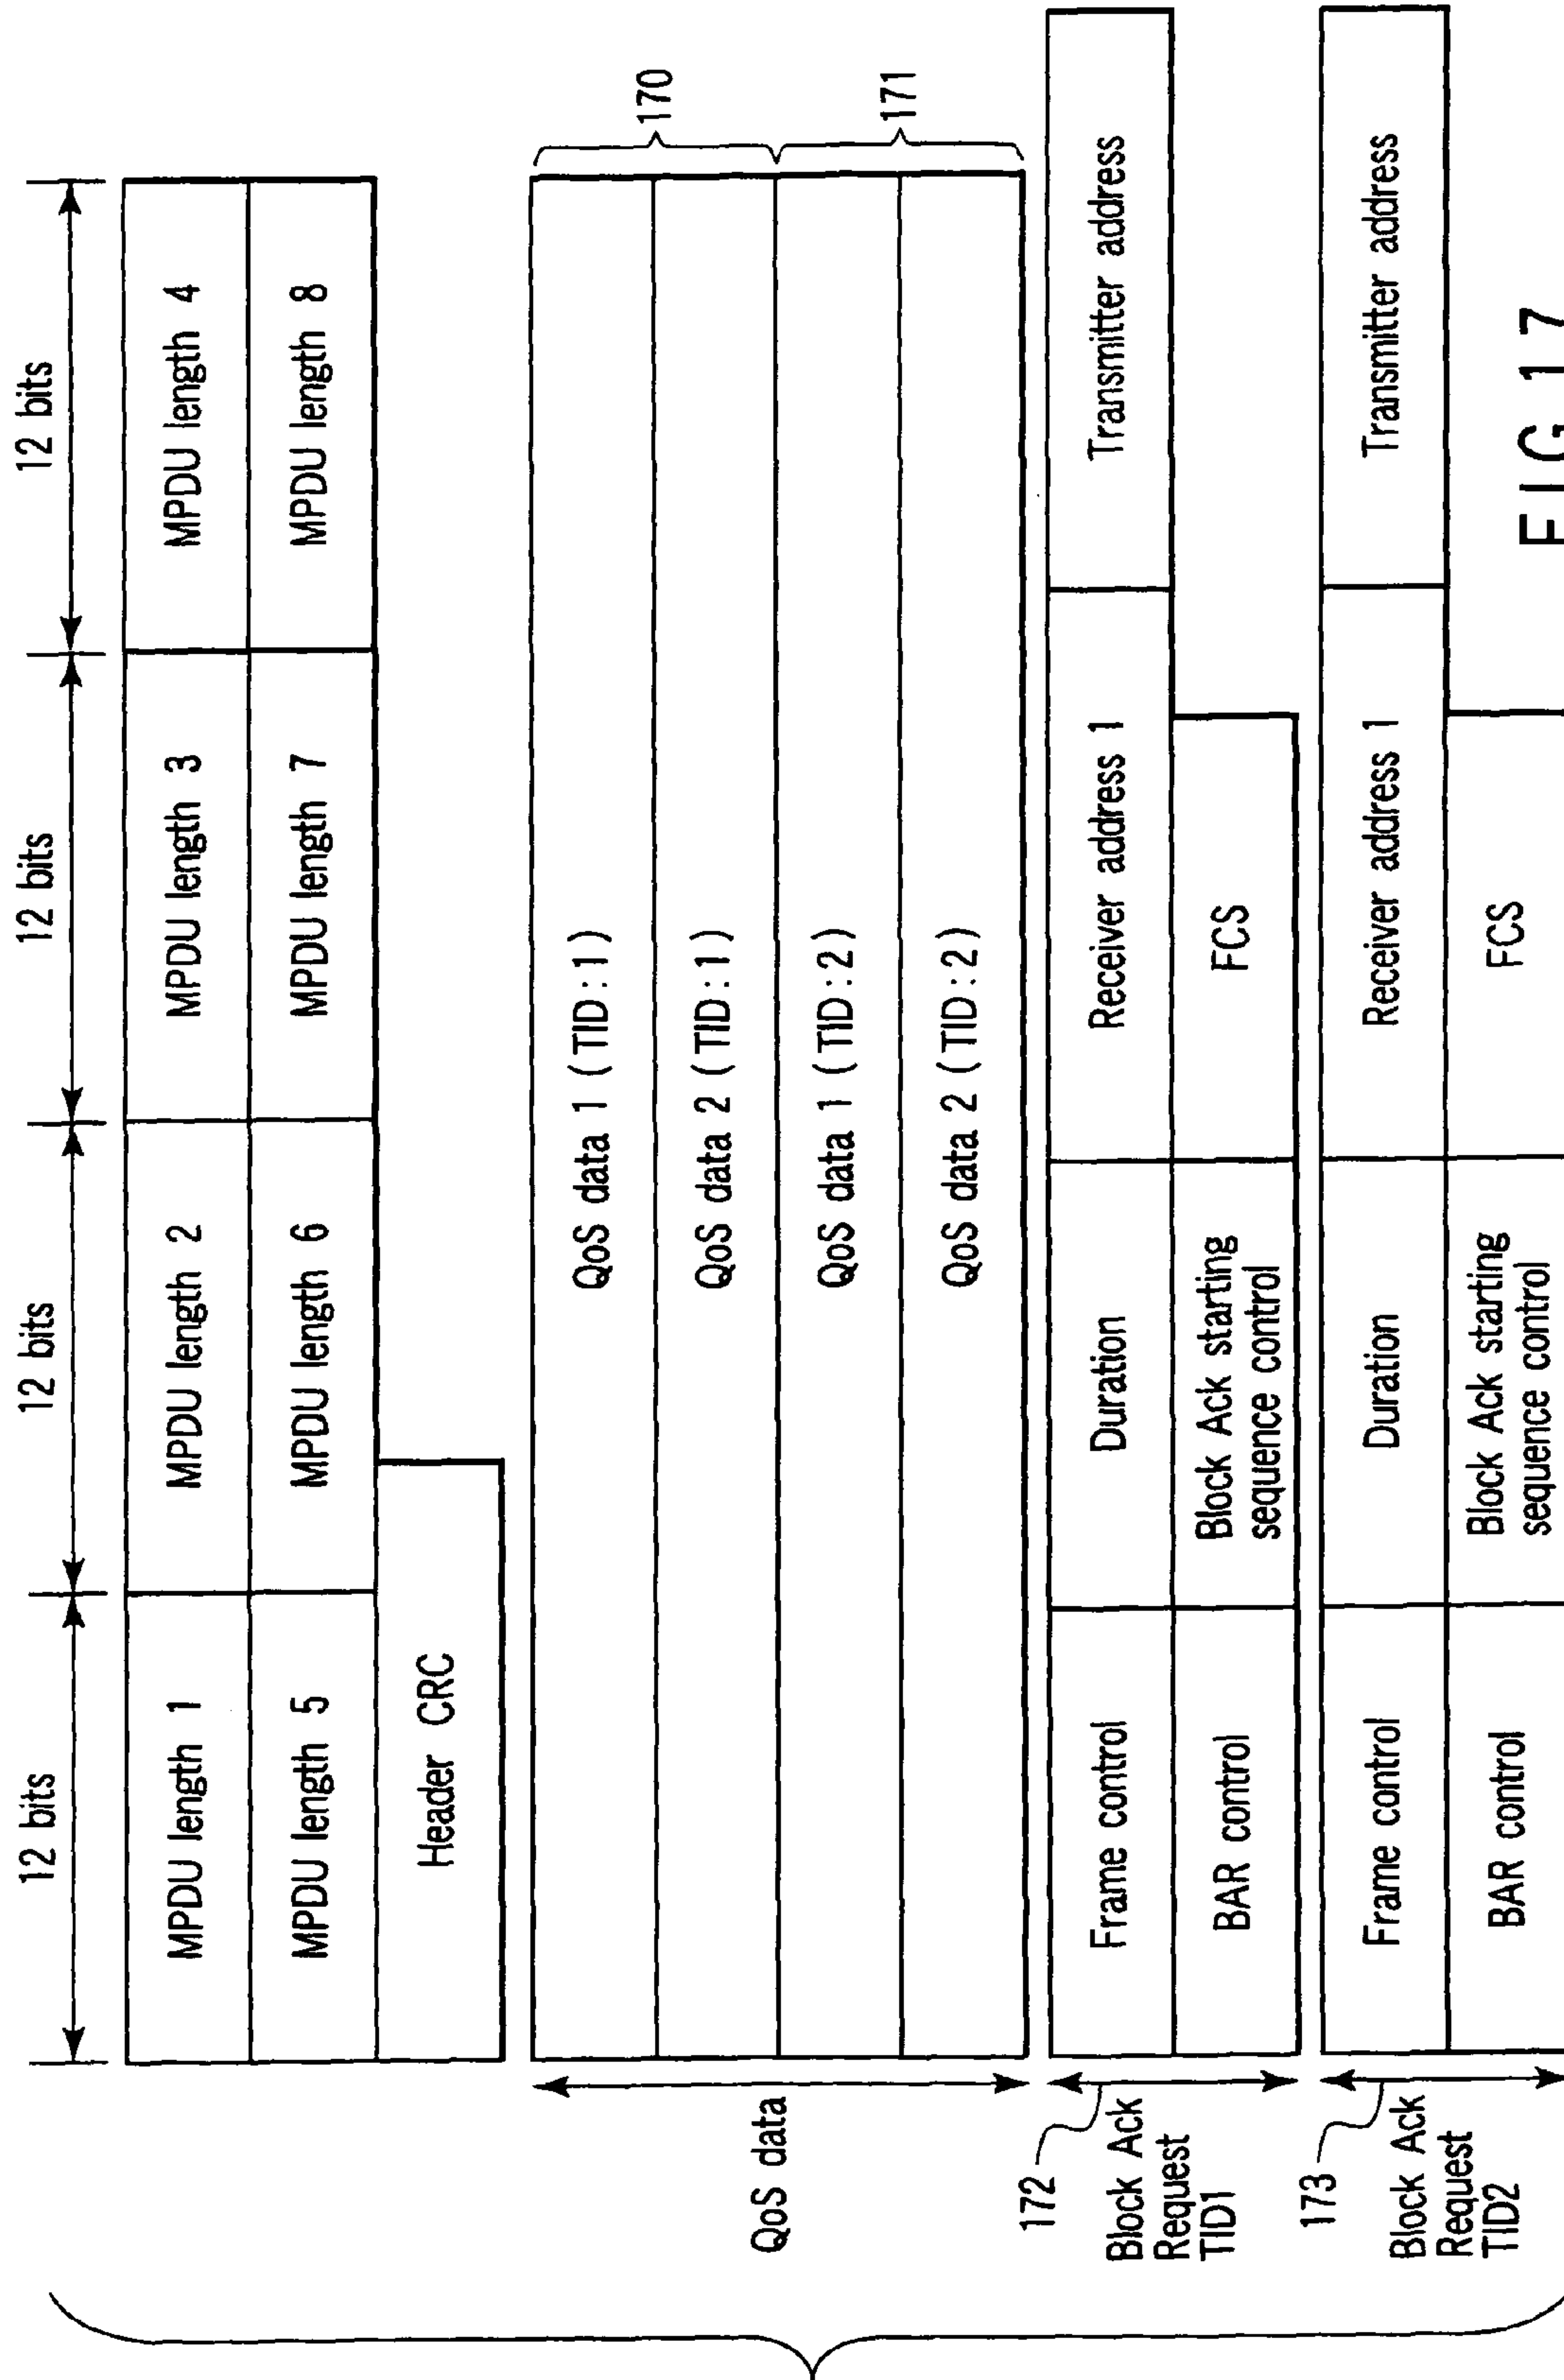 12 bits 12 bits 12 bits 12 bits
MPDU length 1 MPDU length 2 MPDU length 3 MPDU length 4
MPDU length 5 MPDU length 6 MPDU length 7 MPDU length 8
Header CRC
QoS data
QoS data 1 (TID:1)
QoS data 2 (TID:1)
170
QoS data 1 (TID:2)
QoS data 2 (TID:2)
171
172
Block Ack
Request
TID1
Frame control Duration Receiver address 1 Transmitter address
BAR control Block Ack starting
sequence control FCS
173
Block Ack
Request
TID2
Frame control Duration Receiver address 1 Transmitter address
BAR control Block Ack starting
sequence control FCS
FIG.17